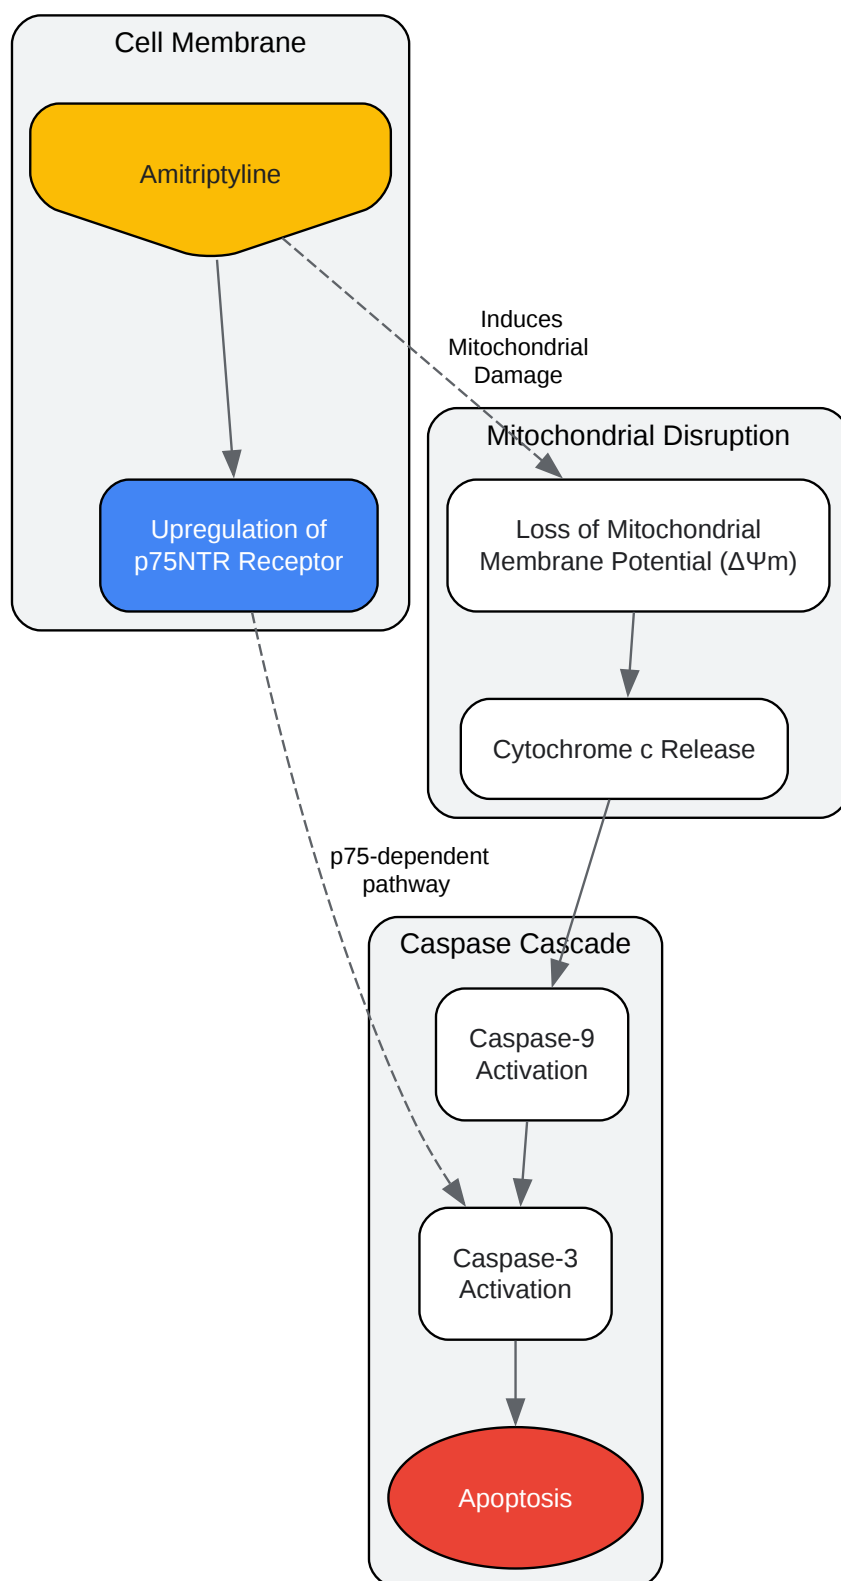 Cell Membrane
Amitriptyline
Induces
Mitochondrial
Damage
Mitochondrial Disruption
Upregulation of
p75NTR Receptor
Loss of Mitochondrial
Membrane Potential (ΔΨm)
Cytochrome c Release
p75-dependent
pathway
Caspase Cascade
Caspase-9
Activation
Caspase-3
Activation
Apoptosis